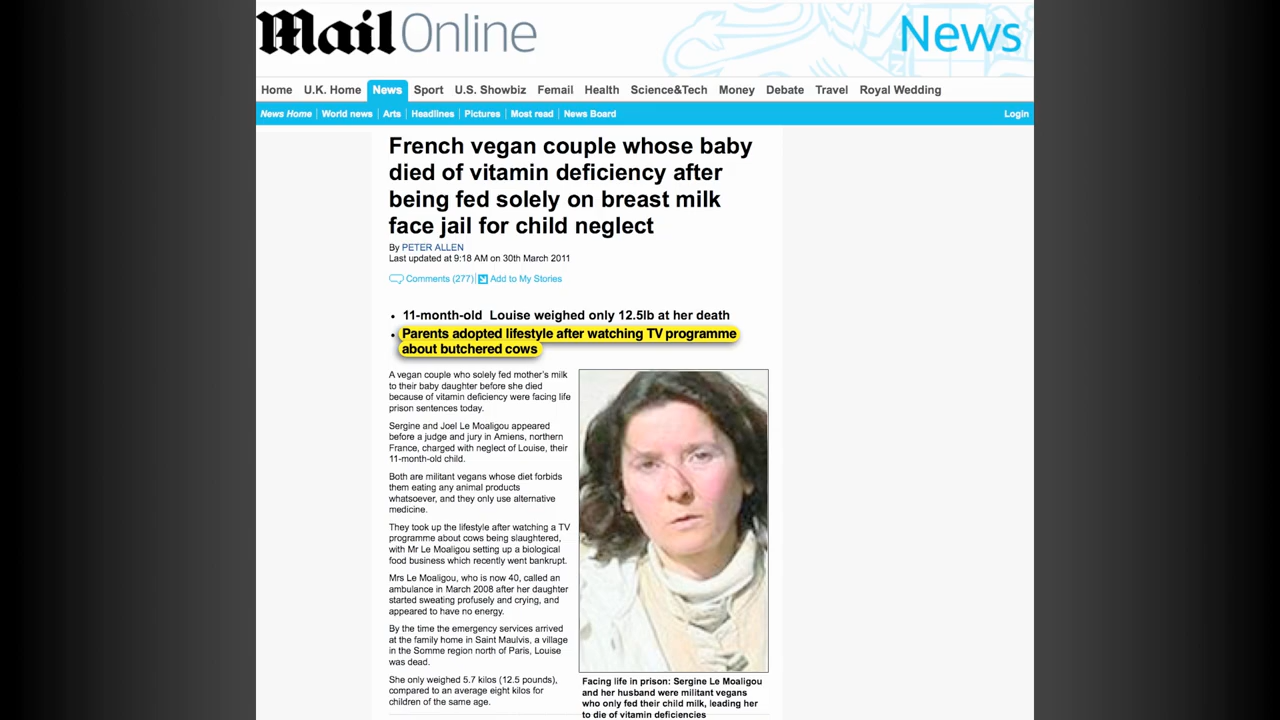 Mail Online
News
Home U.K. Home News Sport U.S. Showbiz Femail Health Science&Tech Money Debate Travel Royal Wedding
News Home World news Arts Headlines Pictures Most read News Board Login
French vegan couple whose baby
died of vitamin deficiency after
being fed solely on breast milk
face jail for child neglect
By PETER ALLEN
Last updated at 9:18 AM on 30th March 2011
Comments (277) Add to My Stories
• 11-month-old Louise weighed only 12.5lb at her death
• Parents adopted lifestyle after watching TV programme
about butchered cows
A vegan couple who solely fed mother's milk
to their baby daughter before she died
because of vitamin deficiency were facing life
prison sentences today.
Sergine and Joel Le Moaligou appeared
before a judge and jury in Amiens, northern
France, charged with neglect of Louise, their
11-month-old child.
Both are militant vegans whose diet forbids
them eating any animal products
whatsoever, and they only use alternative
medicine.
They took up the lifestyle after watching a TV
programme about cows being slaughtered,
with Mr Le Moaligou setting up a biological
food business which recently went bankrupt.
Mrs Le Moaligou, who is now 40, called an
ambulance in March 2008 after her daughter
started sweating profusely and crying, and
appeared to have no energy.
By the time the emergency services arrived
at the family home in Saint Maulvis, a village
in the Somme region north of Paris, Louise
was dead.
She only weighed 5.7 kilos (12.5 pounds),
compared to an average eight kilos for
children of the same age.
Facing life in prison: Sergine Le Moaligou
and her husband were militant vegans
who only fed their child milk, leading her
to die of vitamin deficiencies